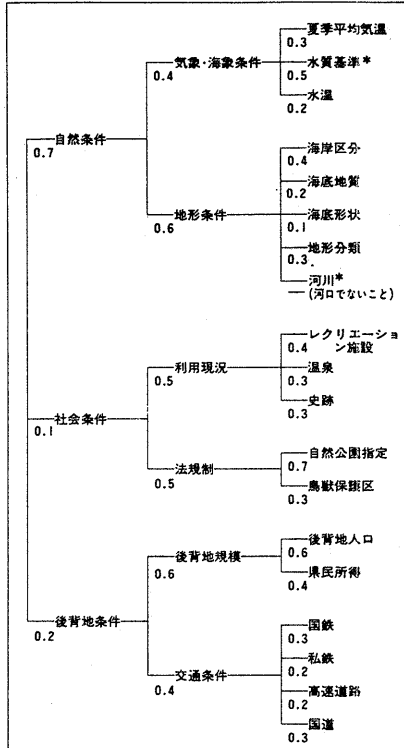 夏季平均気温
0.3
気象・海象条件
水質基準*
0.4
0.5
水温
0.2
自然条件
0.7
海岸区分
0.4
海底地質
0.2
地形条件
海底形状
0.6
0.1
地形分類
0.3
河川*
(河口でないこと)
レクリエーショ
ン施設
0.4
利用現況
温泉
0.5
0.3
史跡
0.3
社会条件
0.1
法規制
自然公園指定
0.5
0.7
鳥獣保護区
0.3
後背地規模
後背地人口
0.6
0.6
県民所得
0.4
後背地条件
0.2
国鉄
0.3
交通条件
私鉄
0.4
0.2
高速道路
0.2
国道
0.3